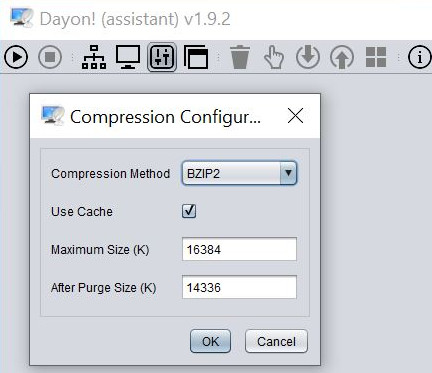 Dayon! (assistant) v1.9.2
Compression Configur...
Compression Method BZIP2
Use Cache
Maximum Size (K) 16384
After Purge Size (K) 14336
OK Cancel